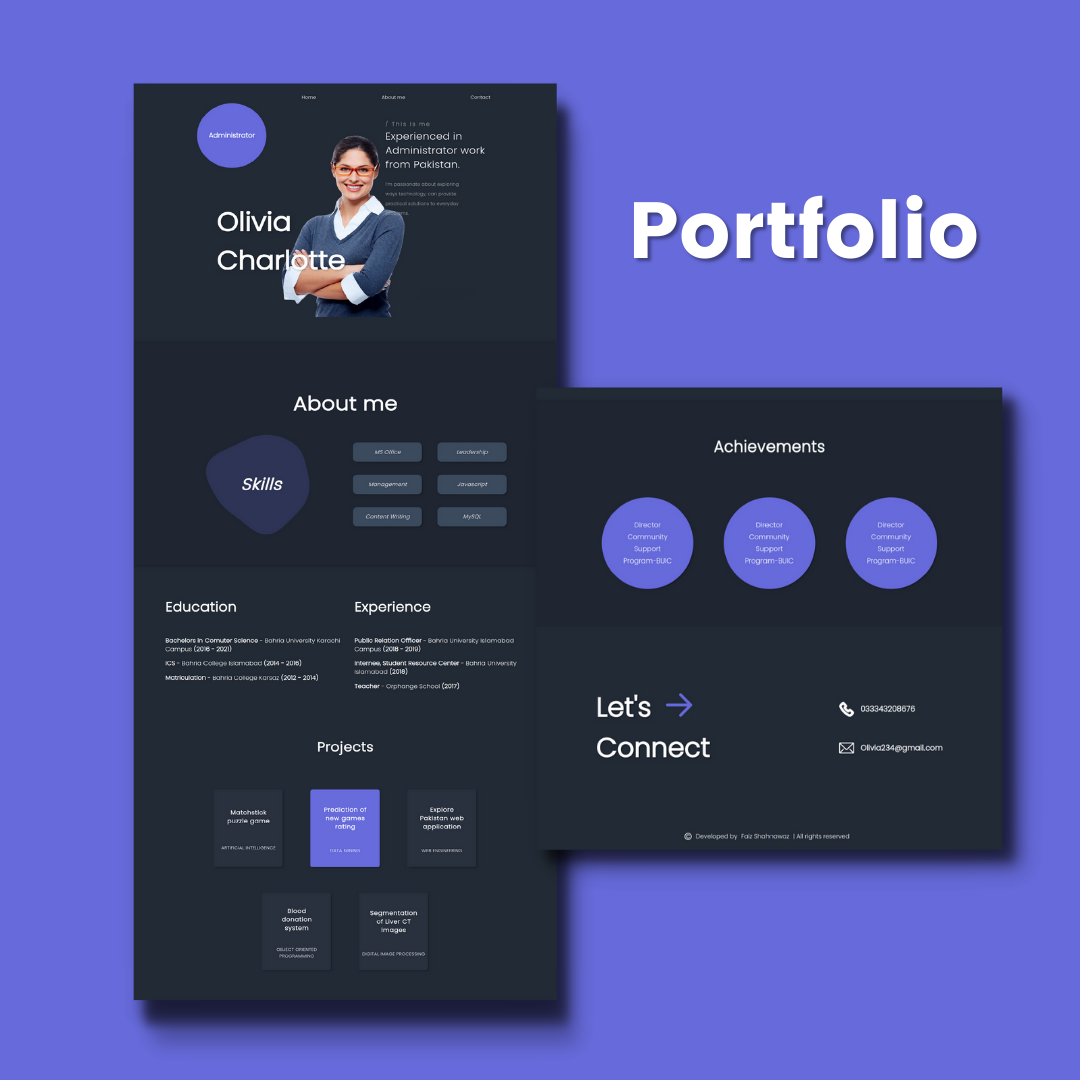 Home
About me
Contact
Administrator
/ This is me
Experienced in
Administrator work
from Pakistan.
I'm passionate about exploring
ways technology can provide
practical solutions to everyday
Olivia
Charlotte
About me
Skills
MS Office
Leadership
Management
Javascript
Content Writing
MySQL
Education
Bachelors in Comuter Science - Bahria University Karachi
Campus (2016 - 2021)
ICS - Bahria College Islamabad (2014 - 2016)
Matriculation - Bahria College Karsaz (2012 - 2014)
Experience
Public Relation Officer - Bahria University Islamabad
Campus (2018 - 2019)
Internee, Student Resource Center - Bahria University
Islamabad (2018)
Teacher - Orphange School (2017)
Projects
Matchstick
puzzle game
ARTIFICIAL INTELLIGENCE
Prediction of
new games
rating
DATA MINING
Explore
Pakistan web
application
WEB ENGINEERING
Blood
donation
system
OBJECT ORIENTED
PROGRAMMING
Segmentation
of Liver CT
Images
DIGITAL IMAGE PROCESSING
Portfolio
Achievements
Director
Community
Support
Program-BUIC
Director
Community
Support
Program-BUIC
Director
Community
Support
Program-BUIC
Let's →
Connect
033343208676
Olivia234@gmail.com
© Developed by Faiz Shahnawaz | All rights reserved